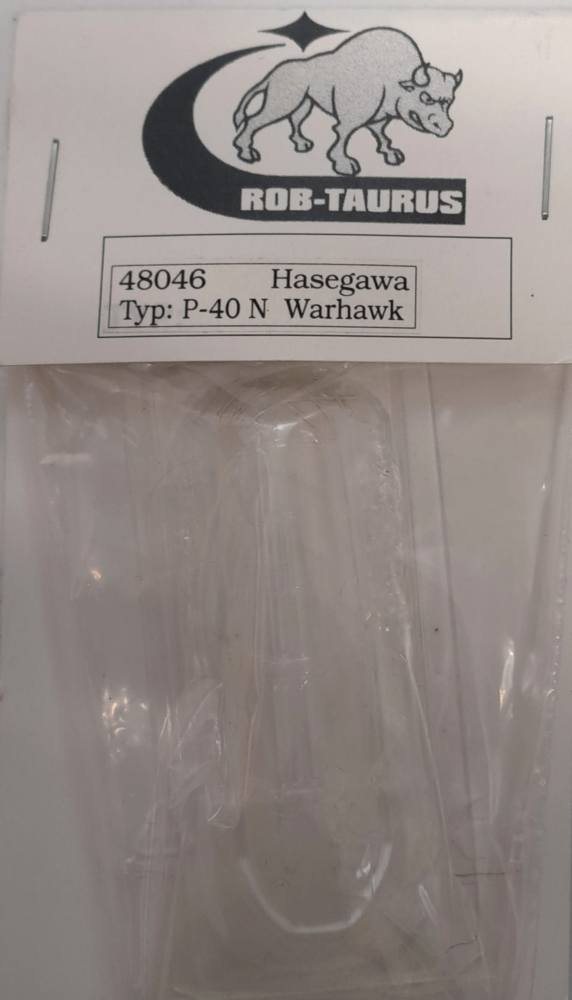 ROB-TAURUS
48046 Hasegawa
Typ: P-40 N Warhawk